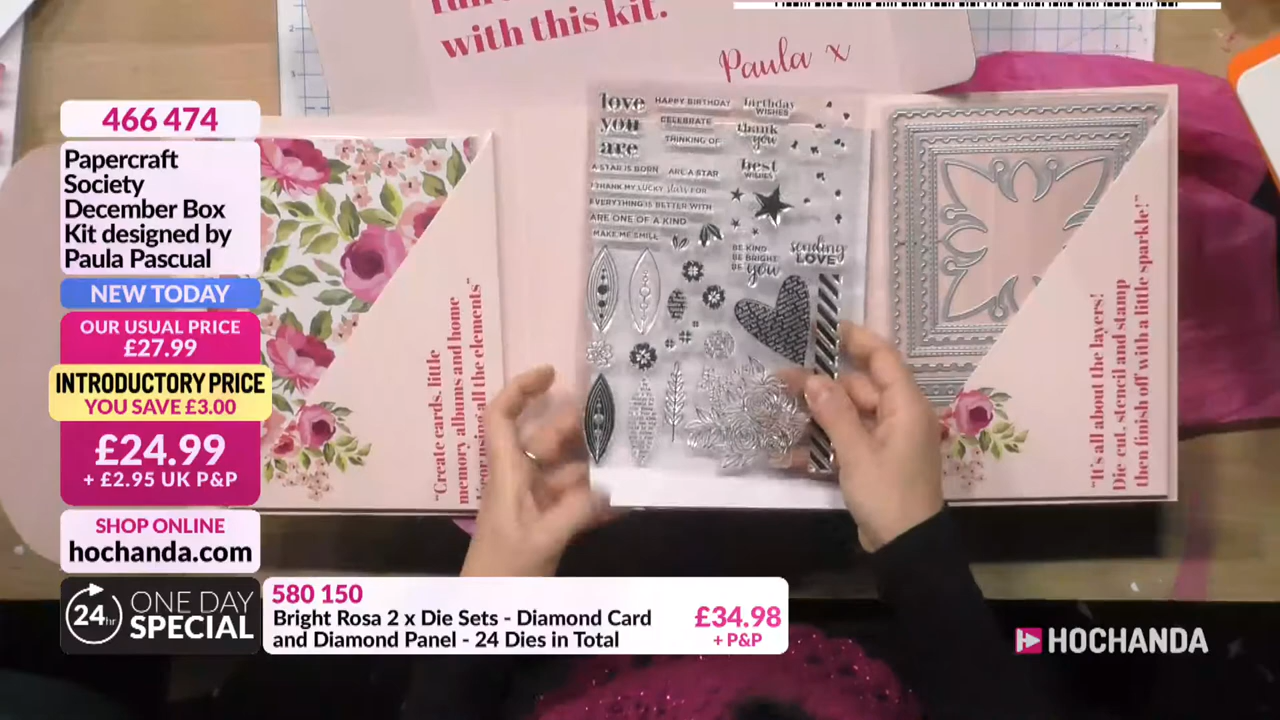 with this kit.
Paula x
466 474
Papercraft
Society
December Box
Kit designed by
Paula Pascual
NEW TODAY
OUR USUAL PRICE
£27.99
INTRODUCTORY PRICE
YOU SAVE £3.00
£24.99
+ £2.95 UK P&P
SHOP ONLINE
hochanda.com
24hr
ONE DAY
SPECIAL
580 150
Bright Rosa 2 x Die Sets - Diamond Card
and Diamond Panel - 24 Dies in Total
£34.98
+ P&P
HOCHANDA
"Create cards, little
memory albums and home
using all the elements"
love
you
are
HAPPY BIRTHDAY
CELEBRATE
THINKING OF
birthday
WISHES
thank
you
best
WISHES
A STAR IS BORN
ARE A STAR
I THANK MY LUCKY stars FOR
EVERYTHING IS BETTER WITH
ARE ONE OF A KIND
MAKE ME SMILE
BE KIND
BE BRIGHT
BE you
sending
LOVE
"It's all about the layers!
Die cut, stencil and stamp
then finish off with a little sparkle!"